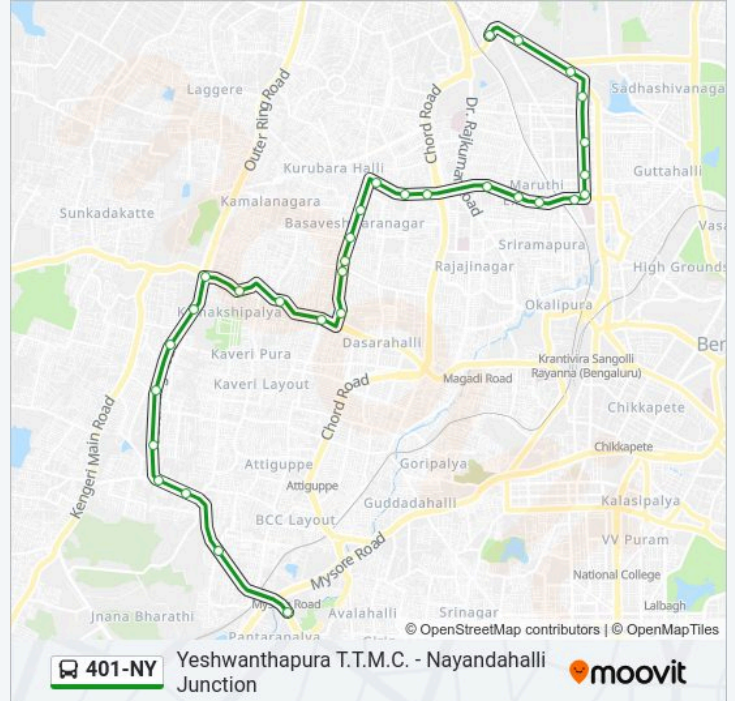 Laggere
Sadhashivanaga
Outer Ring Road
Chord Road
Dr. Rajkumar Road
Kurubara Halli
Maruthi
Guttahalli
Kamalanagara
Sunkadakatte
Basaveshwaranagar
Vasa
Sriramapura
Rajajinagar
High Grounds
Okalipura
Kamakshipalya
Dasarahalli
Ben
Kaveri Pura
Krantivira Sangolli
Rayanna (Bengaluru)
Kaveri Layout
Magadi Road
Chord Road
Chikkapete
Kengeri Main Road
Chikkapete
Attiguppe
Goripalya
Attiguppe
Guddadahalli
Kalasipalya
BCC Layout
VV Puram
Mysore Road
National College
Mysore Road
Lalbagh
Jnana Bharathi
Avalahalli
Srinagar
Pantarapalya
© OpenStreetMap contributors | © OpenMapTiles
401-NY
Yeshwanthapura T.T.M.C. - Nayandahalli
Junction
moovit